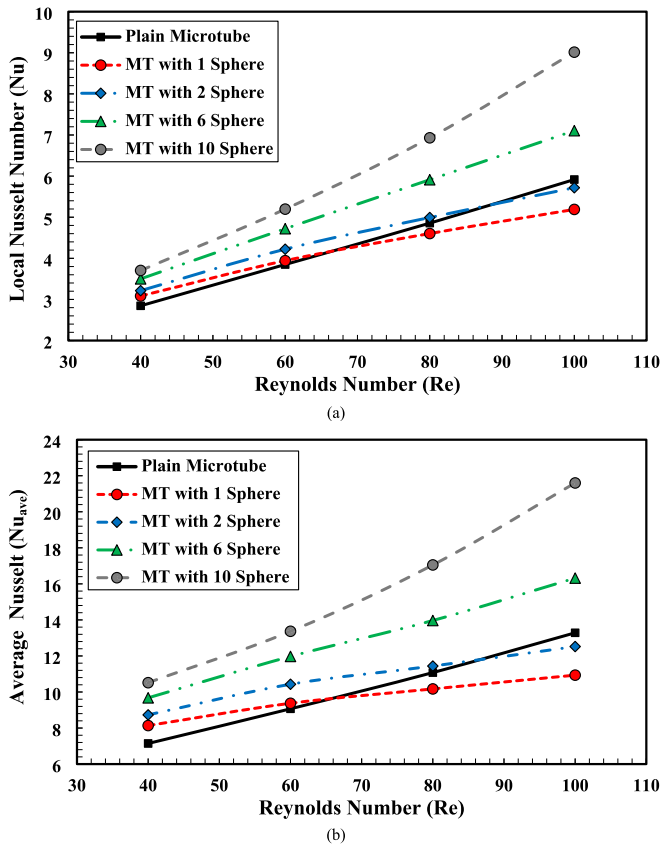 10
9
8
7
6
5
4
3
2
Local Nusselt Number (Nu)
Plain Microtube
MT with 1 Sphere
MT with 2 Sphere
MT with 6 Sphere
MT with 10 Sphere
30 40 50 60 70 80 90 100 110
Reynolds Number (Re)
(a)
24
22
20
18
16
14
12
10
8
6
Average Nusselt (Nuave)
Plain Microtube
MT with 1 Sphere
MT with 2 Sphere
MT with 6 Sphere
MT with 10 Sphere
30 40 50 60 70 80 90 100 110
Reynolds Number (Re)
(b)